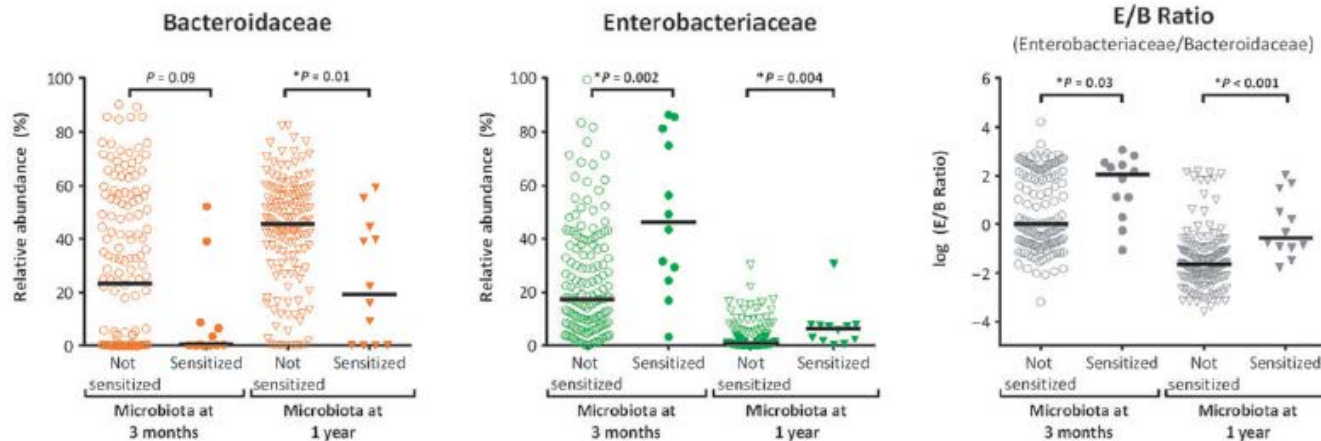 Bacteroidaceae
Relative abundance (%)
100
80
60
40
20
0
P = 0.09
*P = 0.01
Not sensitized
Sensitized
Not sensitized
Sensitized
Microbiota at
3 months
Microbiota at
1 year
Enterobacteriaceae
Relative abundance (%)
100
80
60
40
20
0
*P = 0.002
*P = 0.004
Not sensitized
Sensitized
Not sensitized
Sensitized
Microbiota at
3 months
Microbiota at
1 year
E/B Ratio
(Enterobacteriaceae/Bacteroidaceae)
log (E/B Ratio)
6
4
2
0
−2
−4
*P = 0.03
*P < 0.001
Not sensitized
Sensitized
Not sensitized
Sensitized
Microbiota at
3 months
Microbiota at
1 year